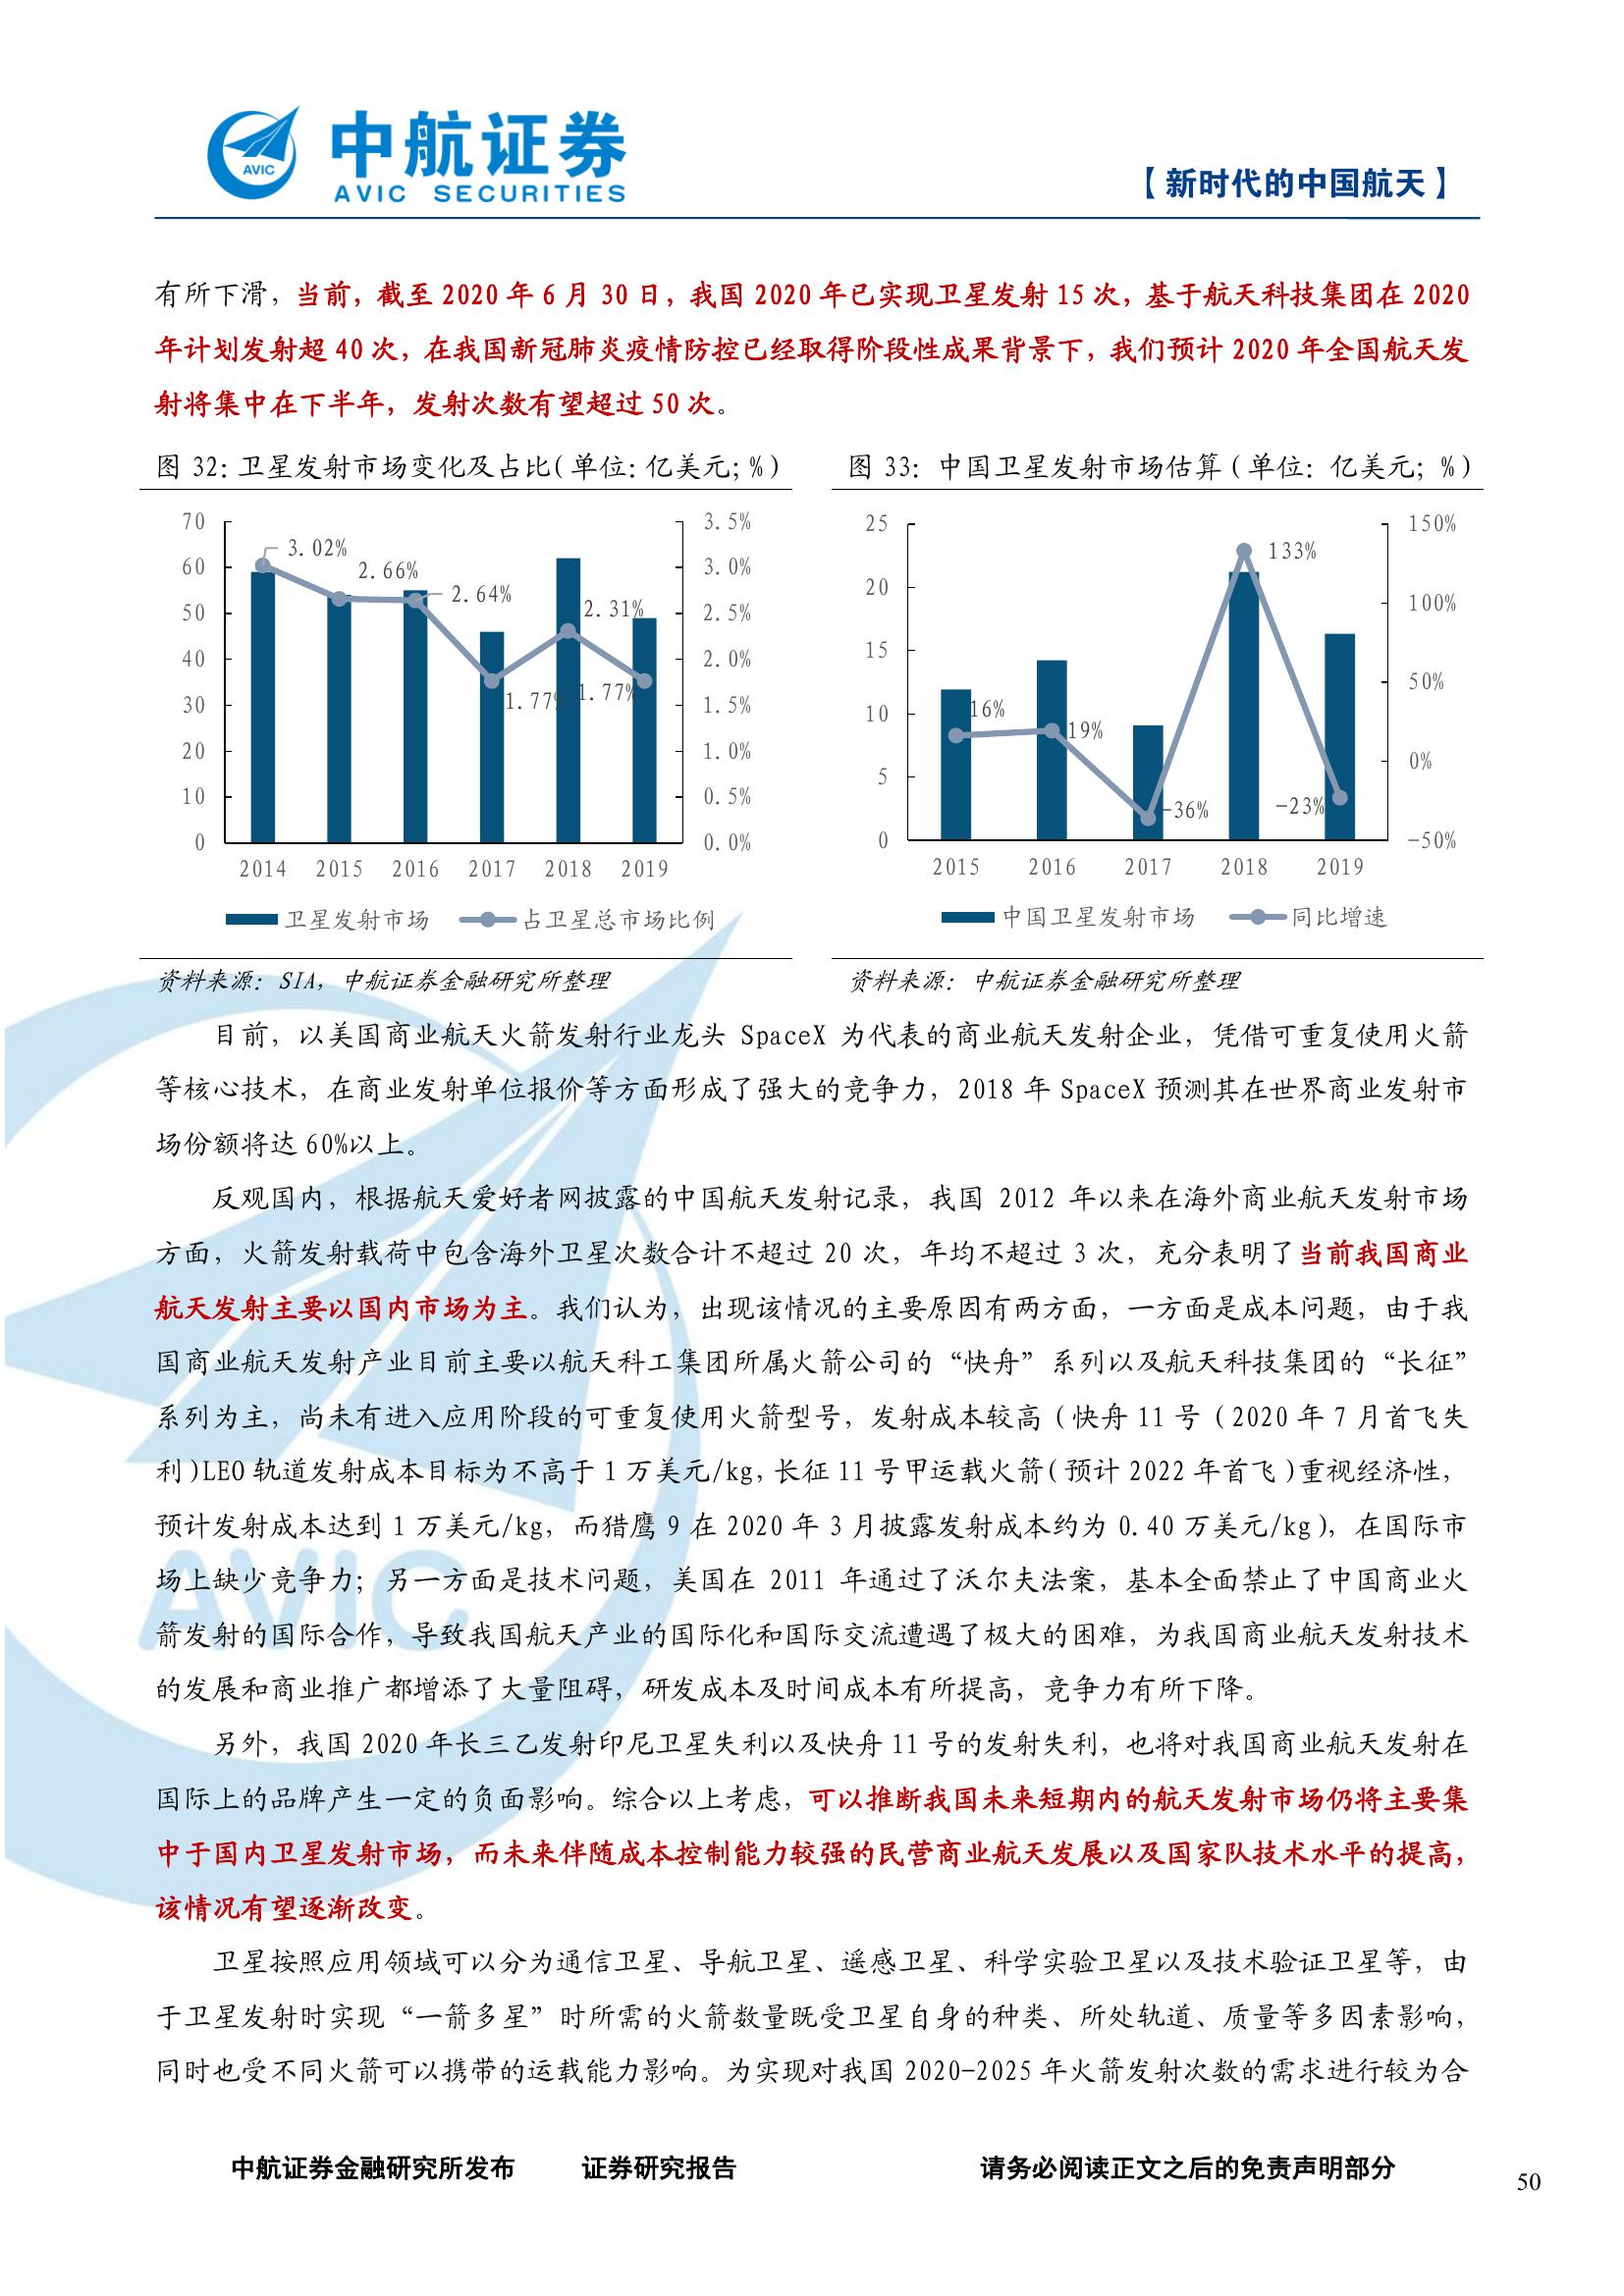 AVIC
中航证券
AVIC SECURITIES
【新时代的中国航天】
有所下滑，当前，截至 2020 年 6 月 30 日，我国 2020 年已实现卫星发射 15 次，基于航天科技集团在 2020
年计划发射超 40 次，在我国新冠肺炎疫情防控已经取得阶段性成果背景下，我们预计 2020 年全国航天发
射将集中在下半年，发射次数有望超过 50 次。
图 32：卫星发射市场变化及占比（单位：亿美元；%）
70
60
50
40
30
20
10
0
3.5%
3.0%
2.5%
2.0%
1.5%
1.0%
0.5%
0.0%
3.02%
2.66%
2.64%
1.77%
2.31%
1.77%
2014 2015 2016 2017 2018 2019
卫星发射市场 占卫星总市场比例
资料来源：SIA，中航证券金融研究所整理
图 33：中国卫星发射市场估算（单位：亿美元；%）
25
20
15
10
5
0
150%
100%
50%
0%
-50%
16%
19%
-36%
133%
-23%
2015 2016 2017 2018 2019
中国卫星发射市场 同比增速
资料来源：中航证券金融研究所整理
目前，以美国商业航天火箭发射行业龙头 SpaceX 为代表的商业航天发射企业，凭借可重复使用火箭
等核心技术，在商业发射单位报价等方面形成了强大的竞争力，2018 年 SpaceX 预测其在世界商业发射市
场份额将达 60%以上。
反观国内，根据航天爱好者网披露的中国航天发射记录，我国 2012 年以来在海外商业航天发射市场
方面，火箭发射载荷中包含海外卫星次数合计不超过 20 次，年均不超过 3 次，充分表明了当前我国商业
航天发射主要以国内市场为主。我们认为，出现该情况的主要原因有两方面，一方面是成本问题，由于我
国商业航天发射产业目前主要以航天科工集团所属火箭公司的“快舟”系列以及航天科技集团的“长征”
系列为主，尚未有进入应用阶段的可重复使用火箭型号，发射成本较高（快舟 11 号（2020 年 7 月首飞失
利）LEO 轨道发射成本目标为不高于 1 万美元/kg，长征 11 号甲运载火箭（预计 2022 年首飞）重视经济性，
预计发射成本达到 1 万美元/kg，而猎鹰 9 在 2020 年 3 月披露发射成本约为 0.40 万美元/kg），在国际市
场上缺少竞争力；另一方面是技术问题，美国在 2011 年通过了沃尔夫法案，基本全面禁止了中国商业火
箭发射的国际合作，导致我国航天产业的国际化和国际交流遭遇了极大的困难，为我国商业航天发射技术
的发展和商业推广都增添了大量阻碍，研发成本及时间成本有所提高，竞争力有所下降。
另外，我国 2020 年长三乙发射印尼卫星失利以及快舟 11 号的发射失利，也将对我国商业航天发射在
国际上的品牌产生一定的负面影响。综合以上考虑，可以推断我国未来短期内的航天发射市场仍将主要集
中于国内卫星发射市场，而未来伴随成本控制能力较强的民营商业航天发展以及国家队技术水平的提高，
该情况有望逐渐改变。
卫星按照应用领域可以分为通信卫星、导航卫星、遥感卫星、科学实验卫星以及技术验证卫星等，由
于卫星发射时实现“一箭多星”时所需的火箭数量既受卫星自身的种类、所处轨道、质量等多因素影响，
同时也受不同火箭可以携带的运载能力影响。为实现对我国 2020-2025 年火箭发射次数的需求进行较为合
中航证券金融研究所发布 证券研究报告 请务必阅读正文之后的免责声明部分
50